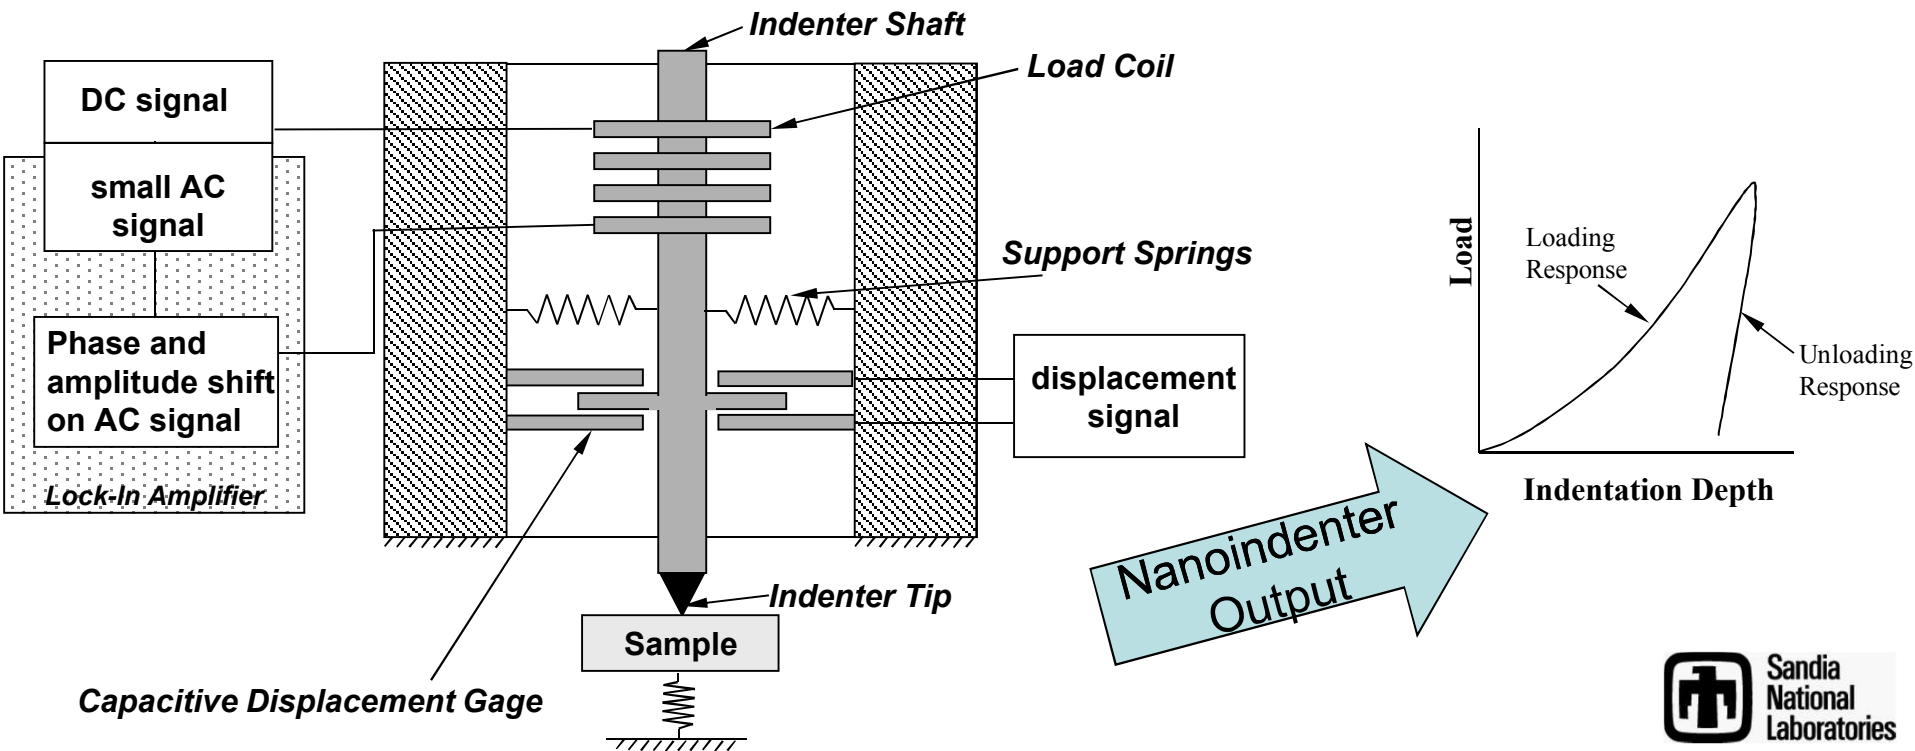 Indenter Shaft
Load Coil
DC signal
small AC
signal
Support Springs
Phase and
amplitude shift
on AC signal
Lock-In Amplifier
displacement
signal
Indenter Tip
Sample
Capacitive Displacement Gage
Nanoindenter
Output
Load
Loading
Response
Unloading
Response
Indentation Depth
Sandia
National
Laboratories